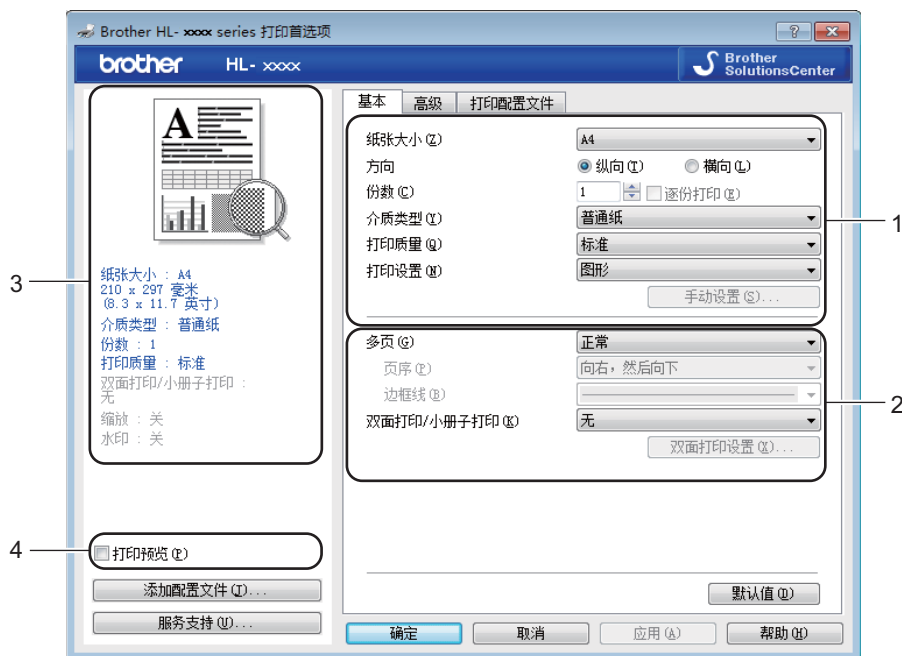 Brother HL- xxxx series 打印首选项
brother HL- xxxx
Brother
SolutionsCenter
A
纸张大小 : A4
210 x 297 毫米
(8.3 x 11.7 英寸)
介质类型 : 普通纸
份数 : 1
打印质量 : 标准
双面打印/小册子打印 :
无
缩放 : 关
水印 : 关
3
打印预览(P)
4
添加配置文件(J)...
服务支持(U)...
基本 高级 打印配置文件
纸张大小(Z) A4
方向 纵向(T) 横向(L)
份数(C) 1 逐份打印(E)
介质类型(Y) 普通纸
1
打印质量(Q) 标准
打印设置(N) 图形
手动设置(S)...
多页(G) 正常
页序(P) 向右，然后向下
边框线(B)
2
双面打印/小册子打印(K) 无
双面打印设置(X)...
默认值(D)
确定 取消 应用(A) 帮助(H)